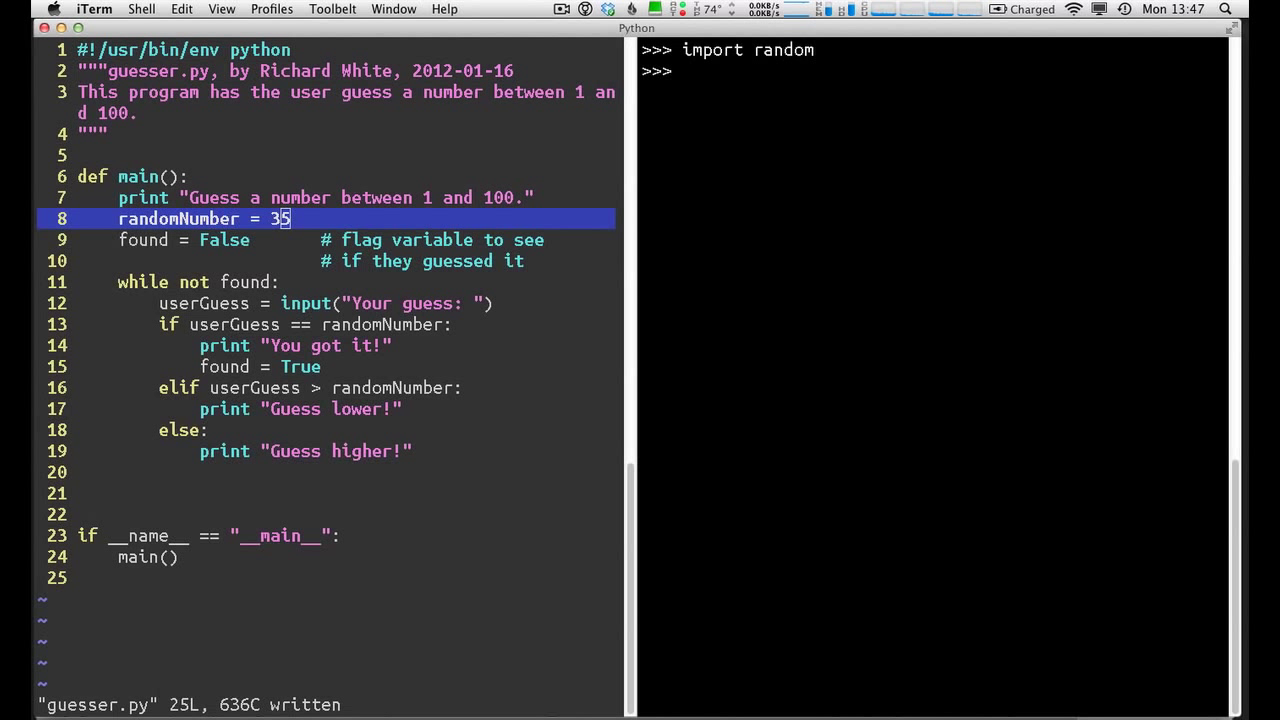 iTerm Shell Edit View Profiles Toolbelt Window Help 74° 0.0KB/s 0.0KB/s Charged Mon 13:47
Python
1 #!/usr/bin/env python
2 """guesser.py, by Richard White, 2012-01-16
3 This program has the user guess a number between 1 an
d 100.
4 """
5
6 def main():
7     print "Guess a number between 1 and 100."
8     randomNumber = 35
9     found = False       # flag variable to see
10                         # if they guessed it
11     while not found:
12         userGuess = input("Your guess: ")
13         if userGuess == randomNumber:
14             print "You got it!"
15             found = True
16         elif userGuess > randomNumber:
17             print "Guess lower!"
18         else:
19             print "Guess higher!"
20
21
22
23 if __name__ == "__main__":
24     main()
25
~
~
~
~
~
"guesser.py" 25L, 636C written
>>> import random
>>>